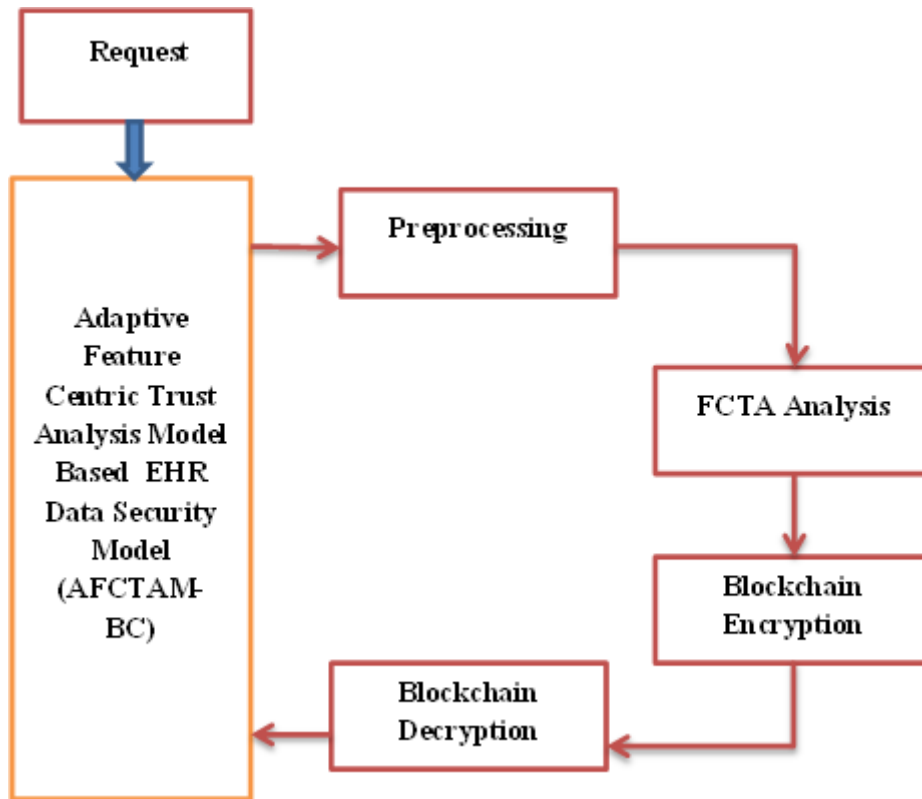 Request
Preprocessing
Adaptive
Feature
Centric Trust
Analysis Model
Based EHR
Data Security
Model
(AFCTAM-
BC)
FCTA Analysis
Blockchain
Encryption
Blockchain
Decryption